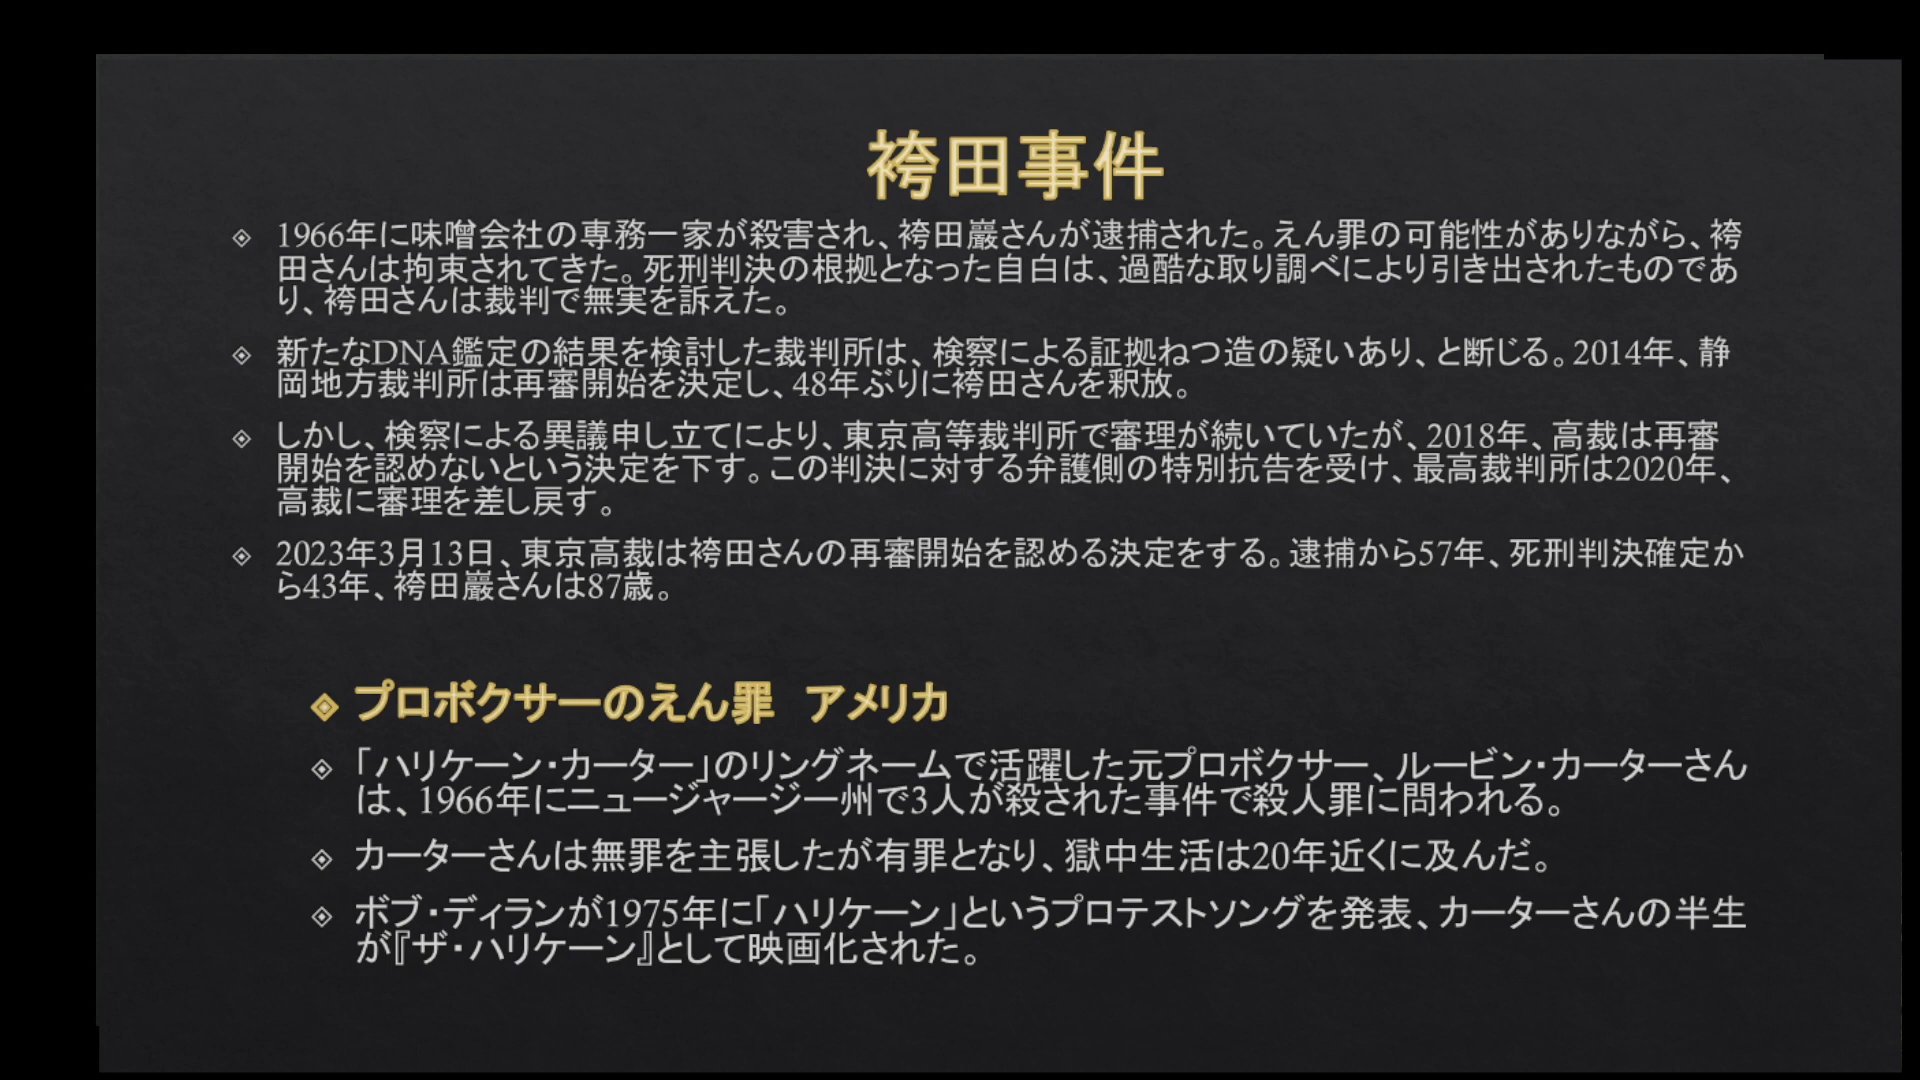 袴田事件
1966年に味噌会社の専務一家が殺害され、袴田巖さんが逮捕された。えん罪の可能性がありながら、袴
田さんは拘束されてきた。死刑判決の根拠となった自白は、過酷な取り調べにより引き出されたものであ
り、袴田さんは裁判で無実を訴えた。
新たなDNA鑑定の結果を検討した裁判所は、検察による証拠ねつ造の疑いあり、と断じる。2014年、静
岡地方裁判所は再審開始を決定し、48年ぶりに袴田さんを釈放。
しかし、検察による異議申し立てにより、東京高等裁判所で審理が続いていたが、2018年、高裁は再審
開始を認めないという決定を下す。この判決に対する弁護側の特別抗告を受け、最高裁判所は2020年、
高裁に審理を差し戻す。
2023年3月13日、東京高裁は袴田さんの再審開始を認める決定をする。逮捕から57年、死刑判決確定か
ら43年、袴田巖さんは87歳。
プロボクサーのえん罪　アメリカ
「ハリケーン・カーター」のリングネームで活躍した元プロボクサー、ルービン・カーターさん
は、1966年にニュージャージー州で3人が殺された事件で殺人罪に問われる。
カーターさんは無罪を主張したが有罪となり、獄中生活は20年近くに及んだ。
ボブ・ディランが1975年に「ハリケーン」というプロテストソングを発表、カーターさんの半生
が『ザ・ハリケーン』として映画化された。